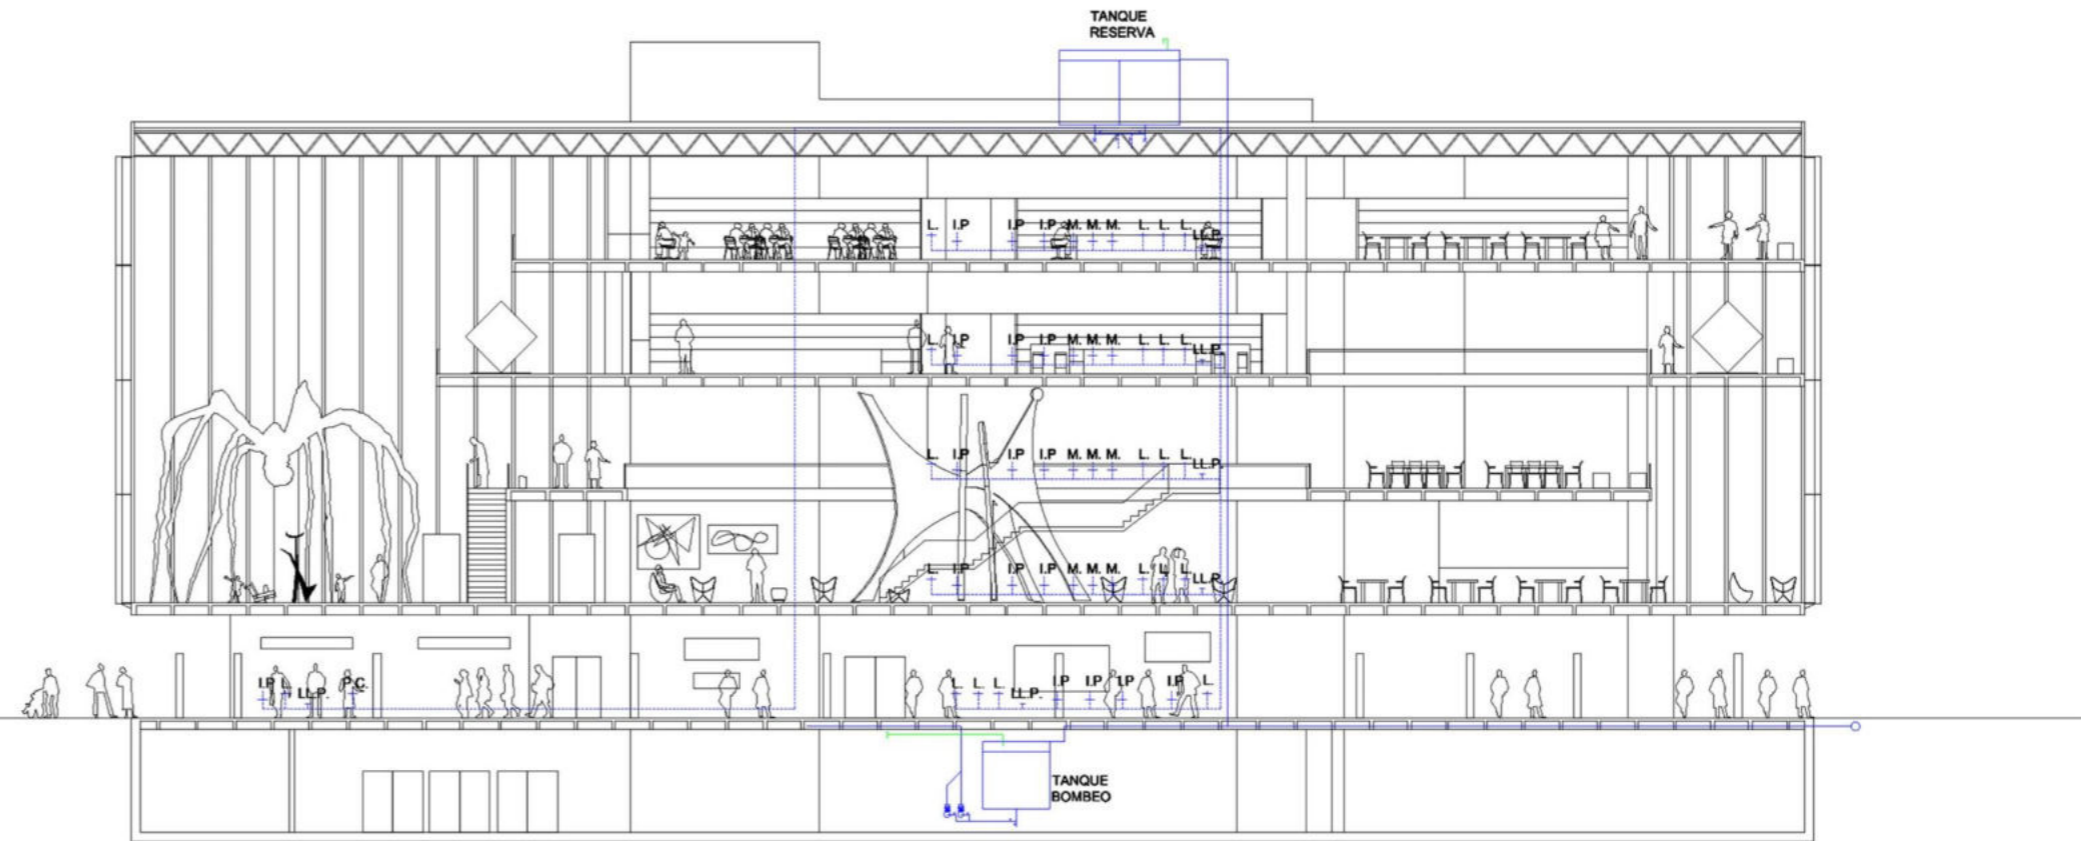 TANQUE
RESERVA
L. I.P I.P I.P M. M. M. L. L. L. LL.P.
L. I.P I.P I.P M. M. M. L. L. L. LL.P.
L. I.P I.P I.P M. M. M. L. L. L. LL.P.
L. I.P I.P I.P M. M. M. L. L. L. LL.P.
I.P L. LL.P. P.C. L. L. L. LL.P. I.P I.P I.P I.P L.
TANQUE
BOMBEO